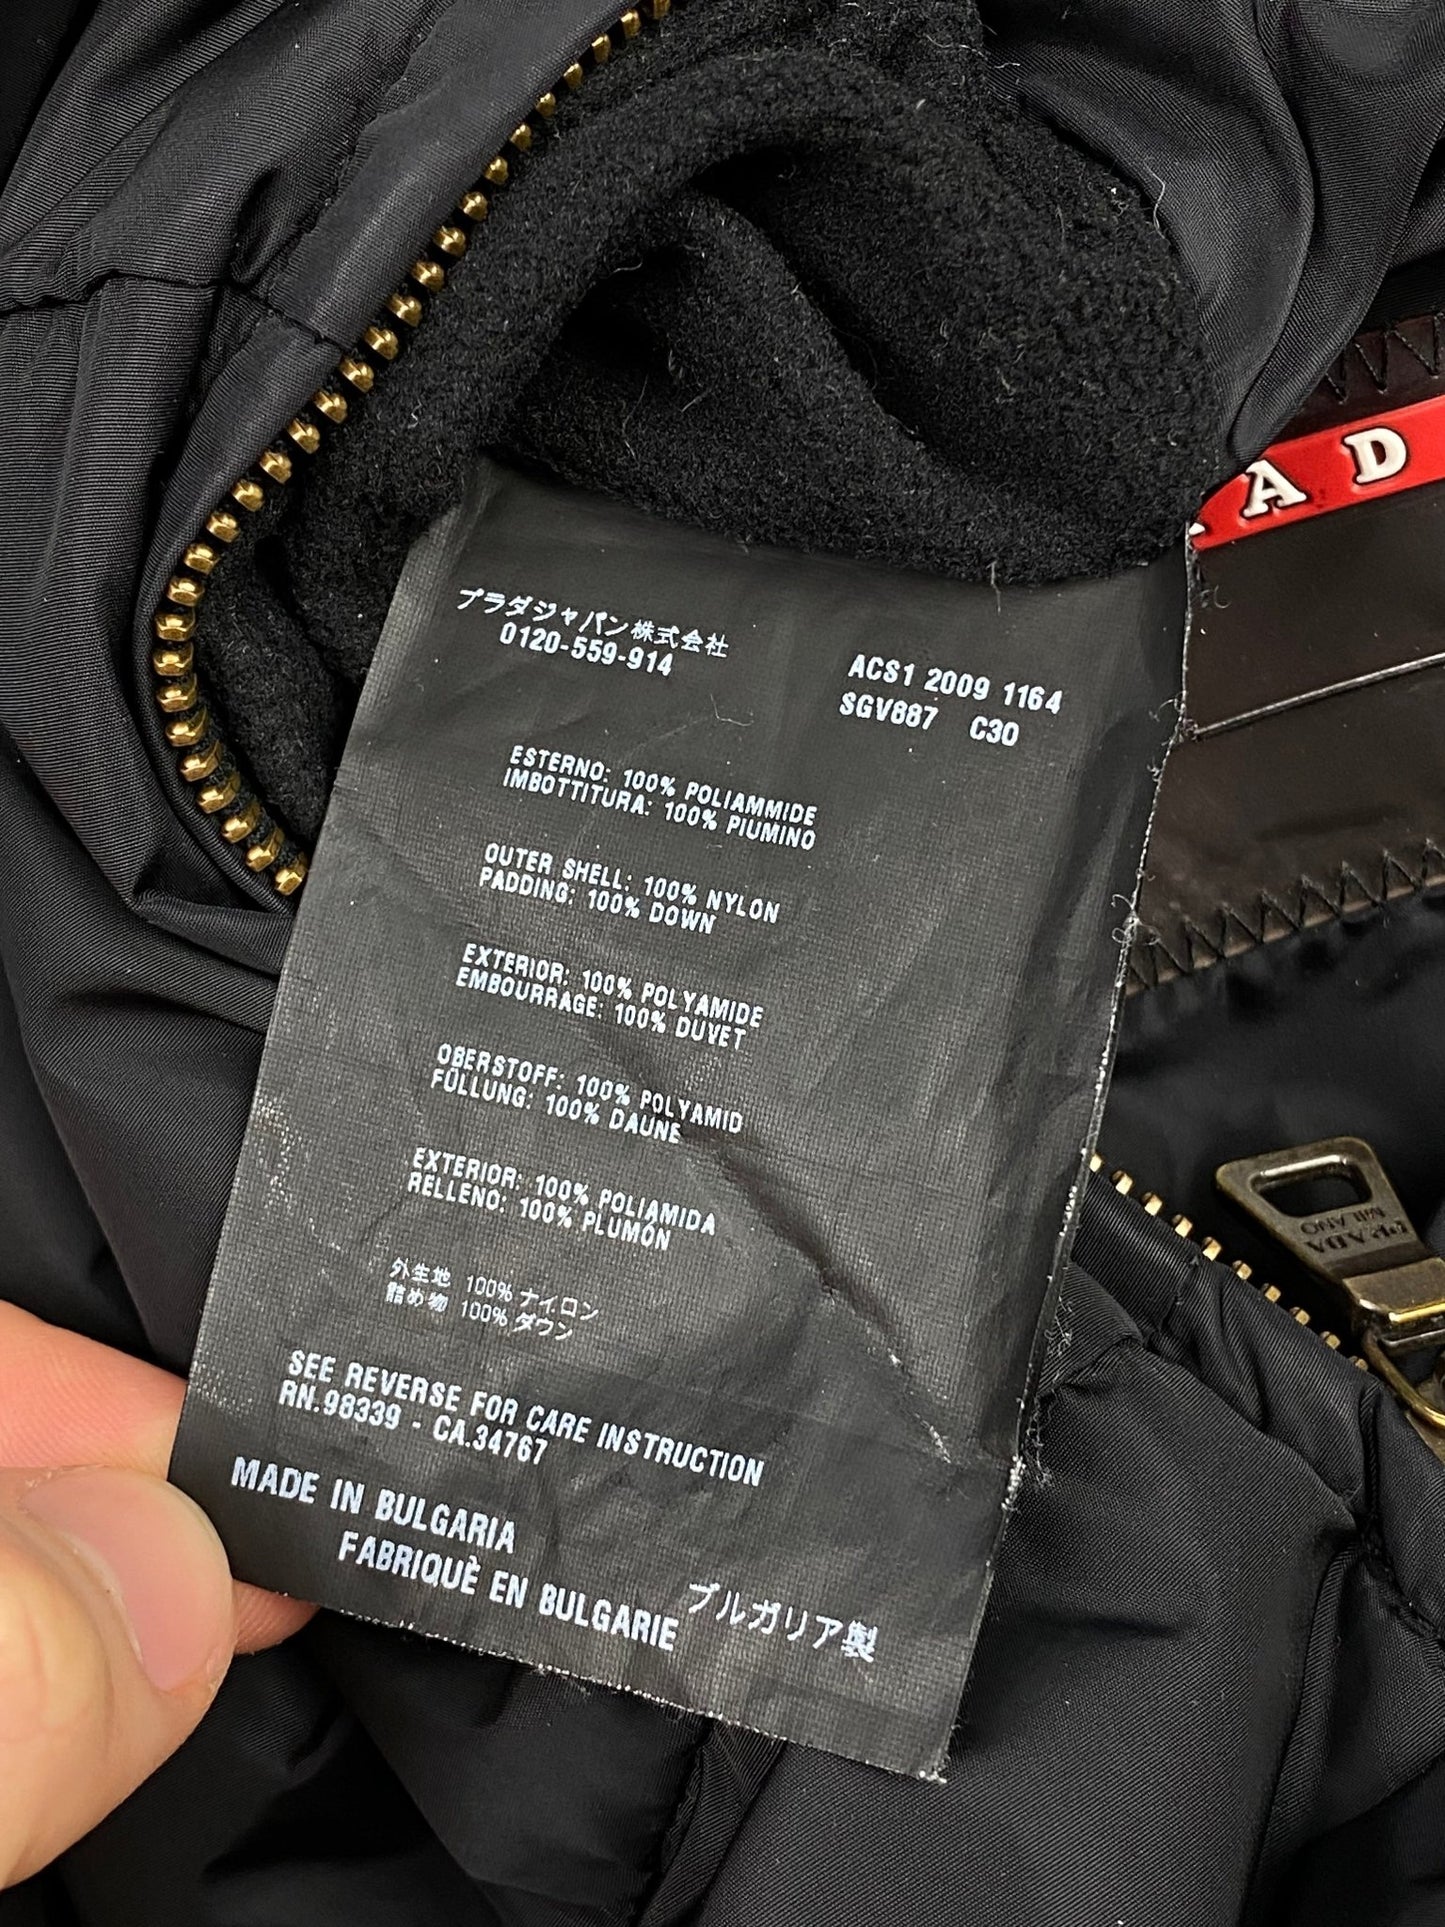 プラダジャパン株式会社
0120-559-914
ACS1 2009 1164
SGV687 C30
ESTERNO: 100% POLIAMMIDE
IMBOTTITURA: 100% PIUMINO
OUTER SHELL: 100% NYLON
PADDING: 100% DOWN
EXTERIOR: 100% POLYAMIDE
EMBOURRAGE: 100% DUVET
OBERSTOFF: 100% POLYAMID
FÜLLUNG: 100% DAUNE
EXTERIOR: 100% POLIAMIDA
RELLENO: 100% PLUMÓN
外生地 100% ナイロン
詰め物 100% ダウン
SEE REVERSE FOR CARE INSTRUCTION
RN.98339 - CA.34767
MADE IN BULGARIA
FABRIQUÈ EN BULGARIE
ブルガリア製
AD
PRADA
MILANO